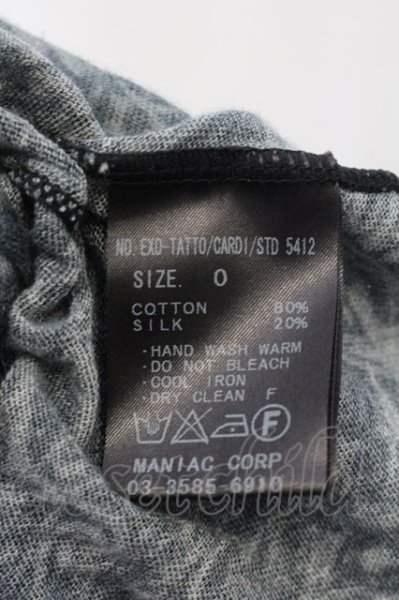 NO. EXO-TATTO/CARDI/STD 5412
SIZE. 0
COTTON 80%
SILK 20%
・HAND WASH WARM
・DO NOT BLEACH
・COOL IRON
・DRY CLEAN F
F
MANIAC CORP
03-3585-6910